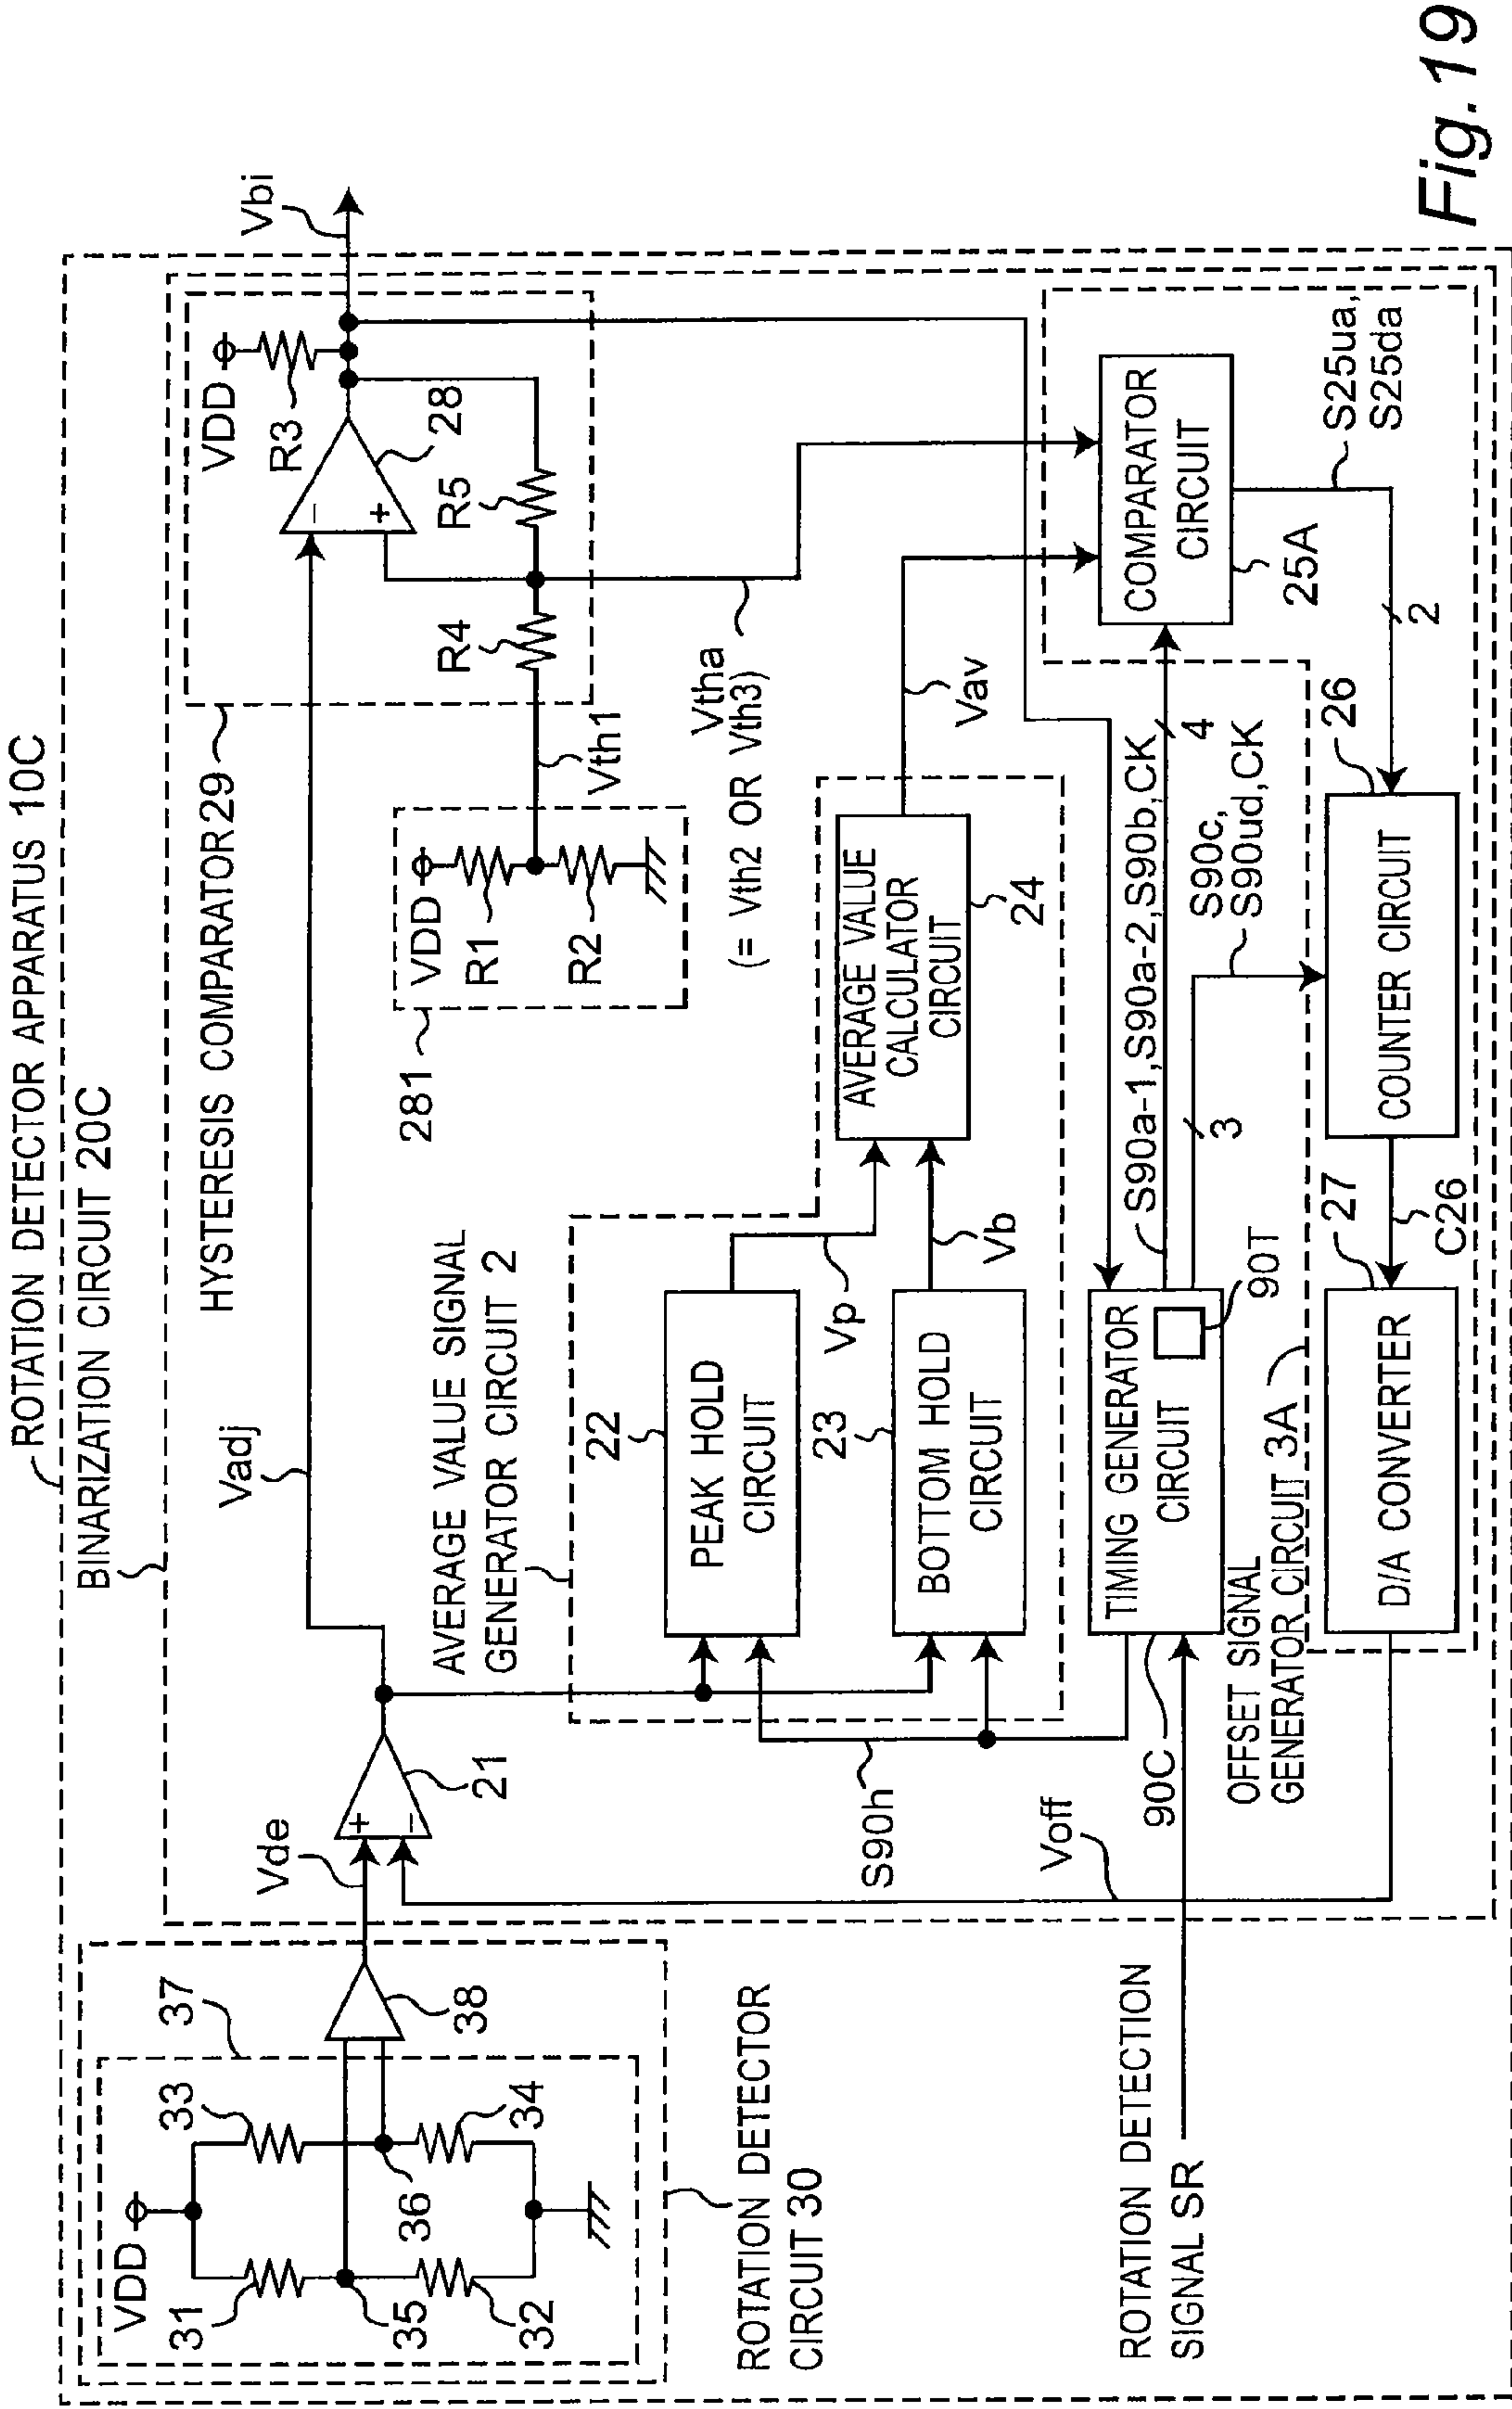 ROTATION DETECTOR APPARATUS 10C
BINARIZATION CIRCUIT 20C
HYSTERESIS COMPARATOR 29
Vbi
VDD
R3
28
R5
R4
Vadj
Vth1
281
VDD
R1
R2
Vtha
(= Vth2 OR Vth3)
Vde
21
37
VDD
31
33
35
36
32
34
38
ROTATION DETECTOR
CIRCUIT 30
AVERAGE VALUE SIGNAL
GENERATOR CIRCUIT 2
22
PEAK HOLD
CIRCUIT
Vp
23
BOTTOM HOLD
CIRCUIT
Vb
AVERAGE VALUE
CALCULATOR
CIRCUIT
24
Vav
S90h
TIMING GENERATOR
CIRCUIT
90T
90C
S90a-1,S90a-2,S90b,CK
4
3
S90c,
S90ud,CK
COMPARATOR
CIRCUIT
25A
S25ua,
S25da
2
26
COUNTER CIRCUIT
C26
27
D/A CONVERTER
OFFSET SIGNAL
GENERATOR CIRCUIT 3A
Voff
ROTATION DETECTION
SIGNAL SR
+
−
−
+
Fig.19